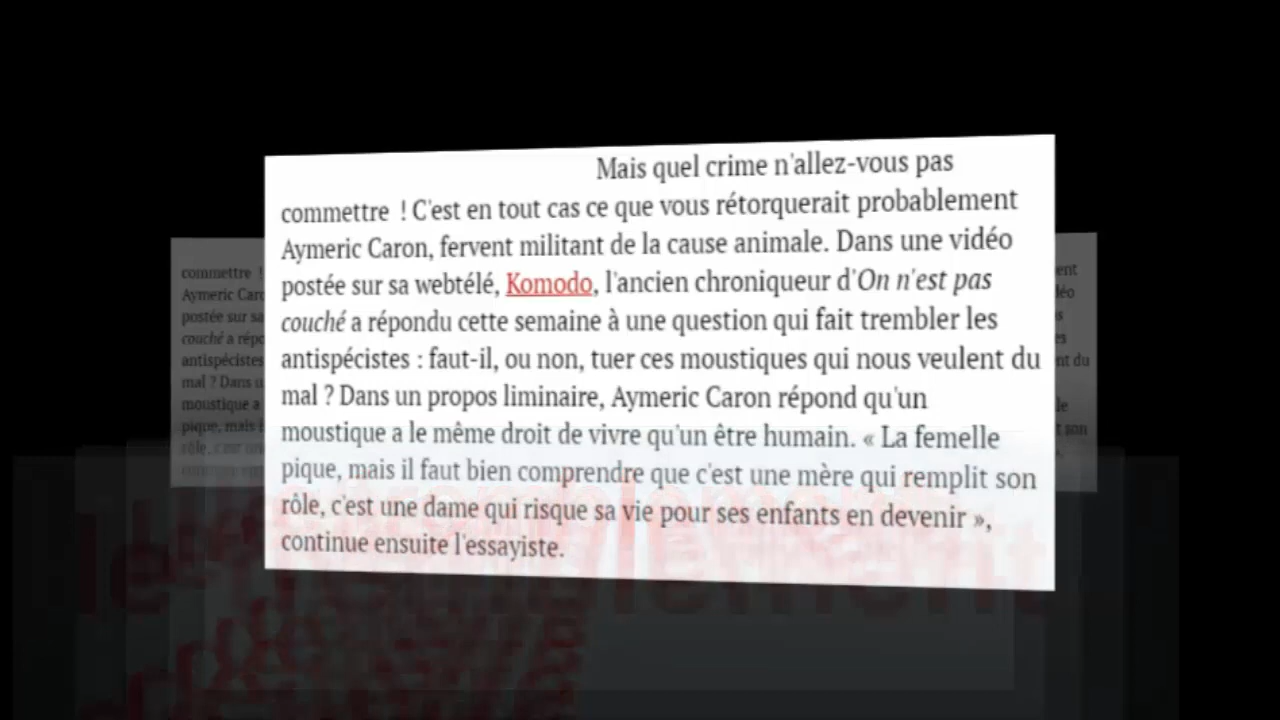 Mais quel crime n'allez-vous pas
commettre ! C'est en tout cas ce que vous rétorquerait probablement
Aymeric Caron, fervent militant de la cause animale. Dans une vidéo
postée sur sa webtélé, Komodo, l'ancien chroniqueur d'On n'est pas
couché a répondu cette semaine à une question qui fait trembler les
antispécistes : faut-il, ou non, tuer ces moustiques qui nous veulent du
mal ? Dans un propos liminaire, Aymeric Caron répond qu'un
moustique a le même droit de vivre qu'un être humain. « La femelle
pique, mais il faut bien comprendre que c'est une mère qui remplit son
rôle, c'est une dame qui risque sa vie pour ses enfants en devenir »,
continue ensuite l'essayiste.